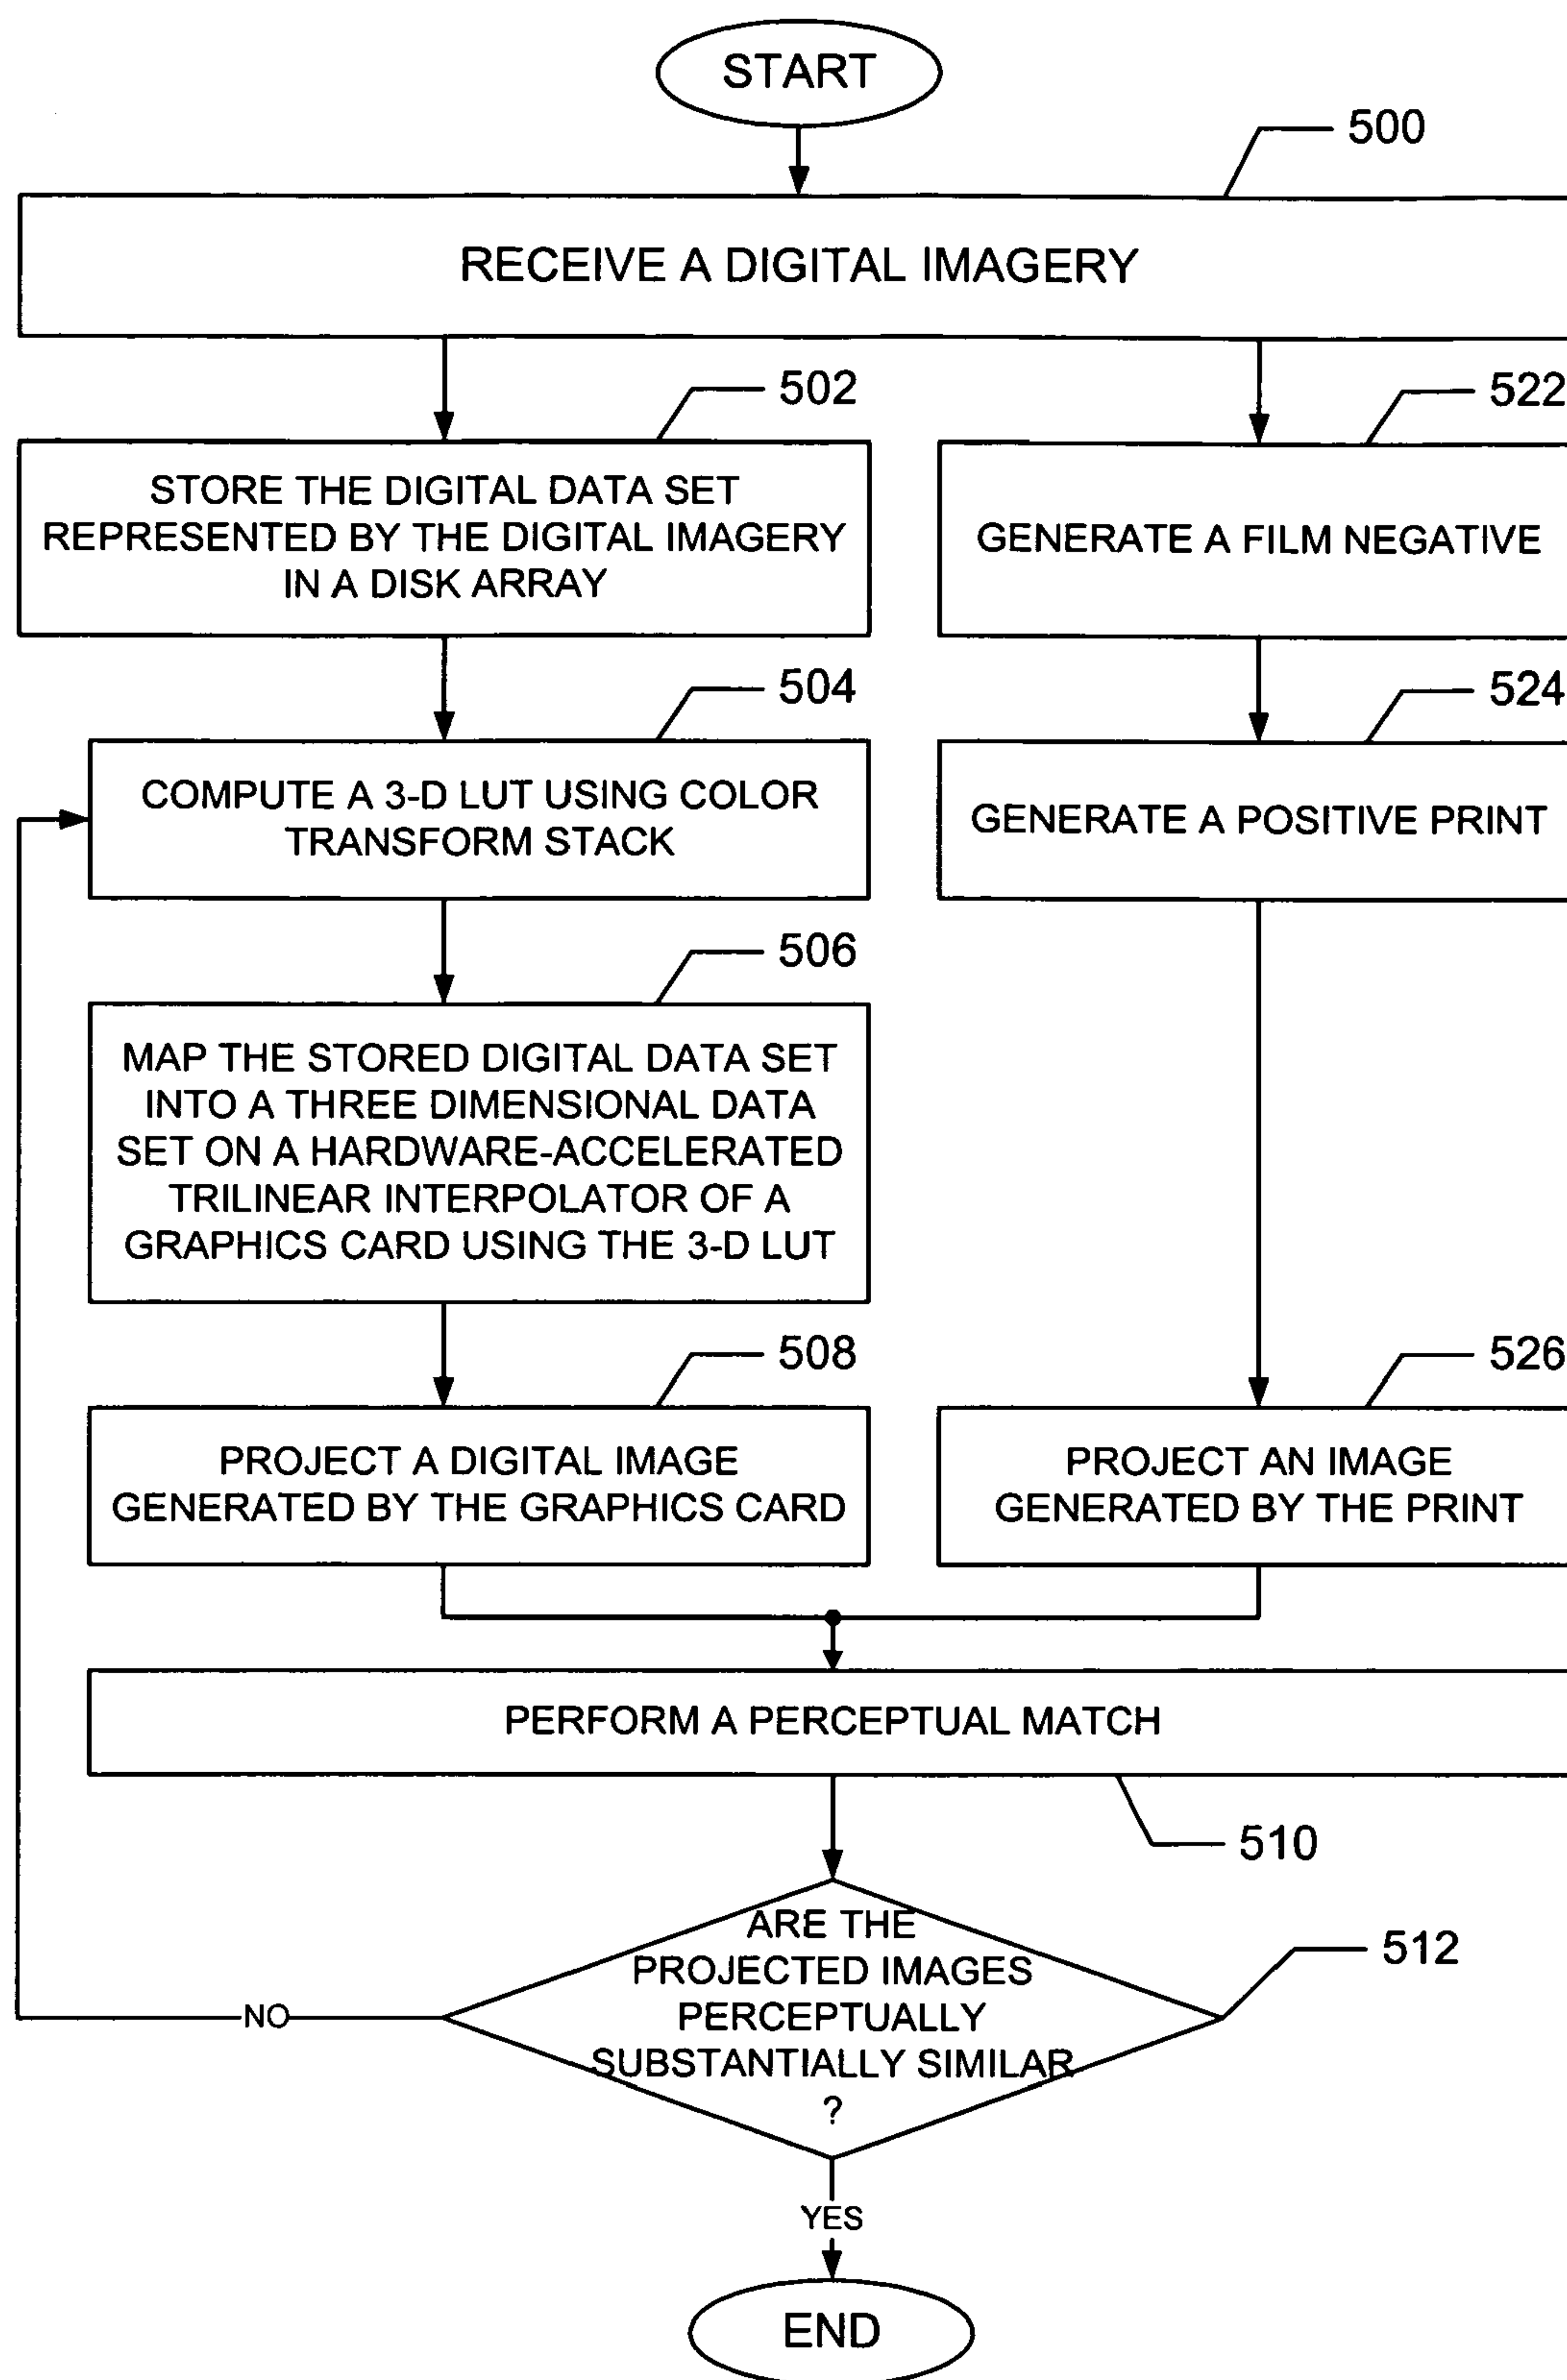 START
500
RECEIVE A DIGITAL IMAGERY
502
522
STORE THE DIGITAL DATA SET
REPRESENTED BY THE DIGITAL IMAGERY
IN A DISK ARRAY
GENERATE A FILM NEGATIVE
504
524
COMPUTE A 3-D LUT USING COLOR
TRANSFORM STACK
GENERATE A POSITIVE PRINT
506
MAP THE STORED DIGITAL DATA SET
INTO A THREE DIMENSIONAL DATA
SET ON A HARDWARE-ACCELERATED
TRILINEAR INTERPOLATOR OF A
GRAPHICS CARD USING THE 3-D LUT
508
526
PROJECT A DIGITAL IMAGE
GENERATED BY THE GRAPHICS CARD
PROJECT AN IMAGE
GENERATED BY THE PRINT
PERFORM A PERCEPTUAL MATCH
510
ARE THE
PROJECTED IMAGES
PERCEPTUALLY
SUBSTANTIALLY SIMILAR
?
512
NO
YES
END